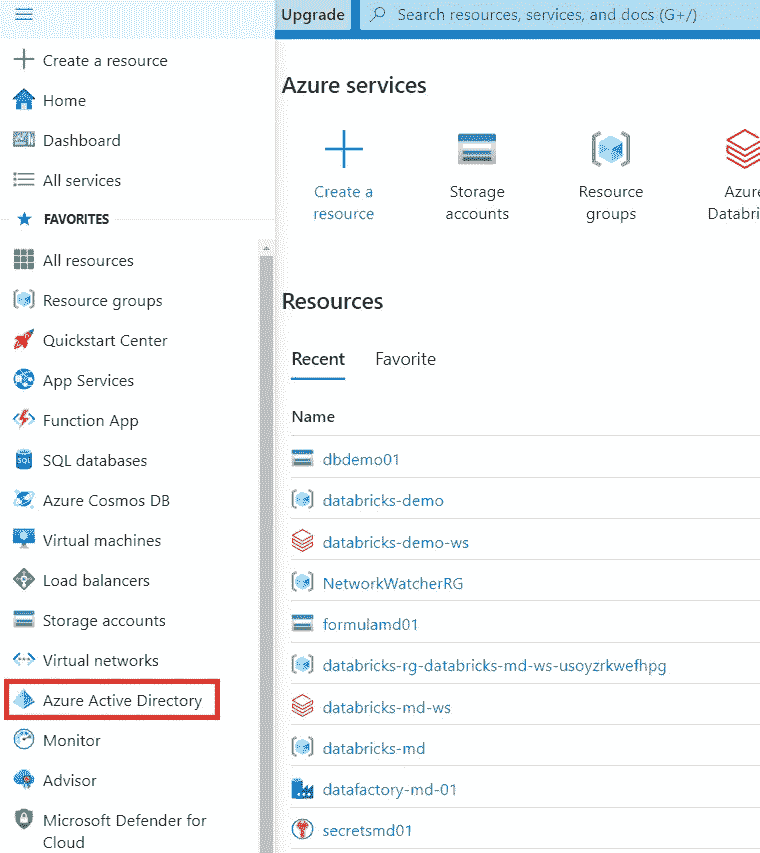 Upgrade
Search resources, services, and docs (G+/)
Create a resource
Home
Dashboard
All services
FAVORITES
All resources
Resource groups
Quickstart Center
App Services
Function App
SQL databases
Azure Cosmos DB
Virtual machines
Load balancers
Storage accounts
Virtual networks
Azure Active Directory
Monitor
Advisor
Microsoft Defender for
Cloud
Azure services
Create a
resource
Storage
accounts
Resource
groups
Azure
Databri
Resources
Recent
Favorite
Name
dbdemo01
databricks-demo
databricks-demo-ws
NetworkWatcherRG
formulamd01
databricks-rg-databricks-md-ws-usoyzrkwefhpg
databricks-md-ws
databricks-md
datafactory-md-01
secretsmd01